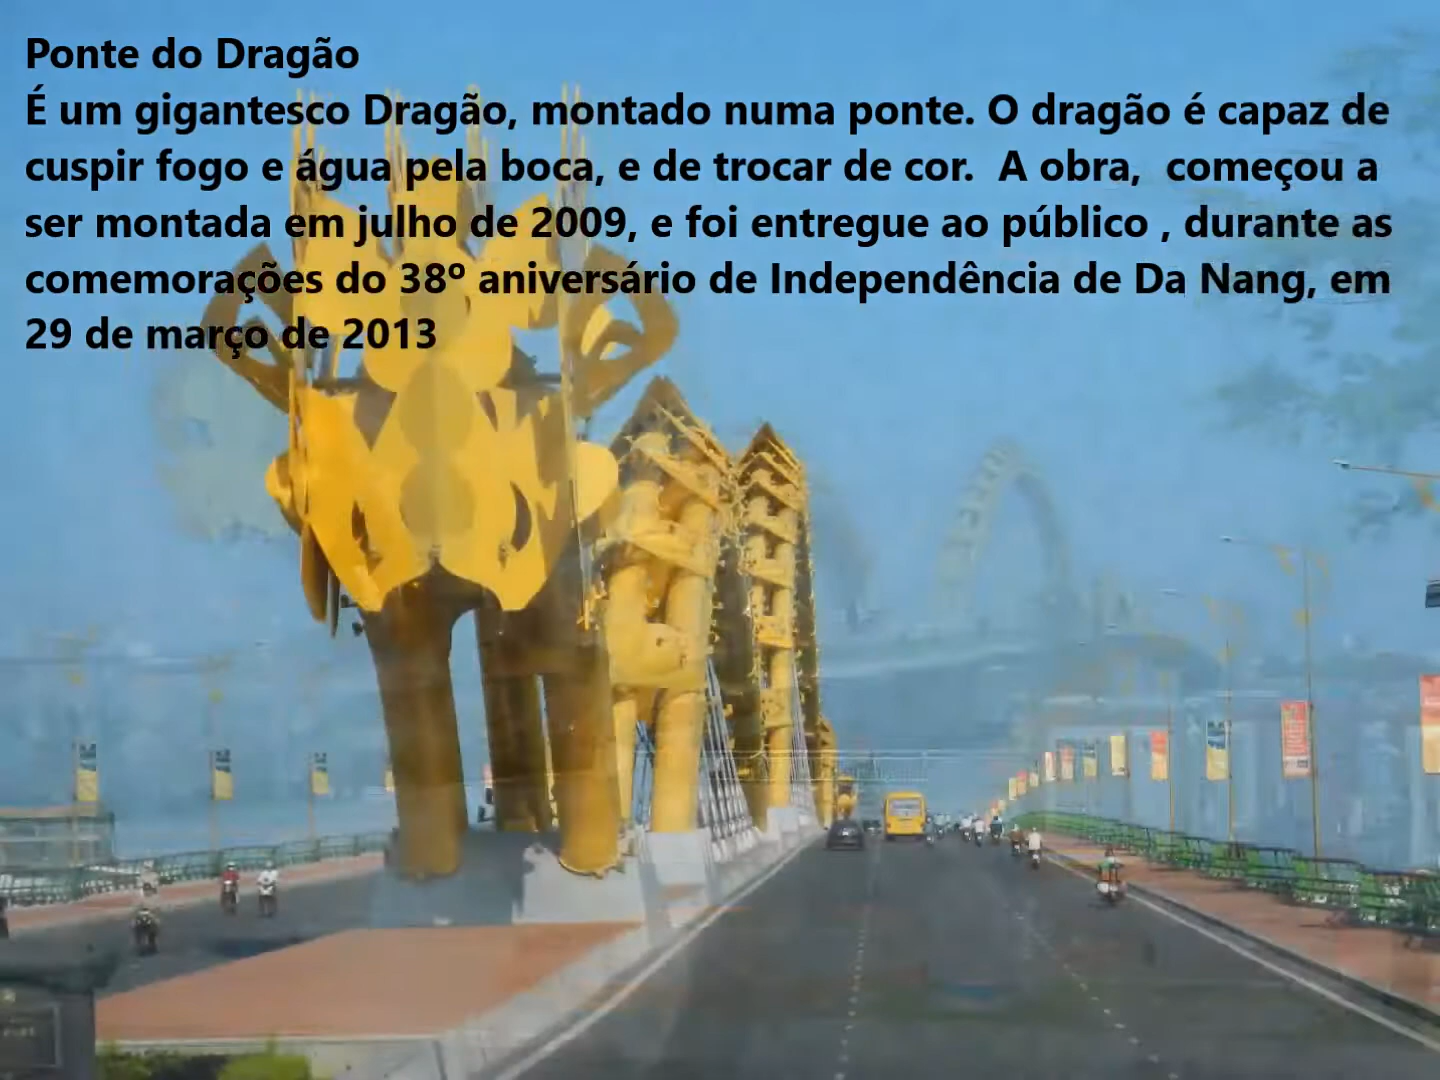 Ponte do Dragão
É um gigantesco Dragão, montado numa ponte. O dragão é capaz de
cuspir fogo e água pela boca, e de trocar de cor.  A obra,  começou a
ser montada em julho de 2009, e foi entregue ao público , durante as
comemorações do 38º aniversário de Independência de Da Nang, em
29 de março de 2013